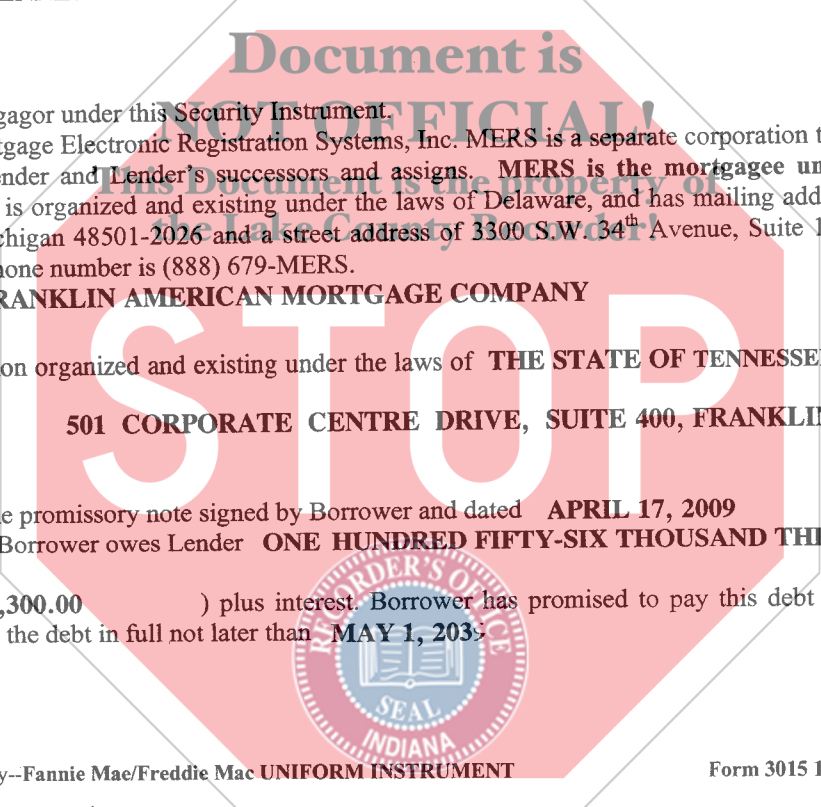 Document is
NOT OFFICIAL!
This Document is the property of
the Lake County Recorder!
gagor under this Security Instrument.
tgage Electronic Registration Systems, Inc. MERS is a separate corporation t
ender and Lender's successors and assigns. MERS is the mortgagee un
is organized and existing under the laws of Delaware, and has mailing add
chigan 48501-2026 and a street address of 3300 S.W. 34th Avenue, Suite 1
hone number is (888) 679-MERS.
RANKLIN AMERICAN MORTGAGE COMPANY
on organized and existing under the laws of THE STATE OF TENNESSE
501 CORPORATE CENTRE DRIVE, SUITE 400, FRANKLIN
STOP
e promissory note signed by Borrower and dated APRIL 17, 2009
Borrower owes Lender ONE HUNDRED FIFTY-SIX THOUSAND THI
,300.00 ) plus interest. Borrower has promised to pay this debt
the debt in full not later than MAY 1, 2039
RECORDER'S OFFICE
SEAL
INDIANA
y--Fannie Mae/Freddie Mac UNIFORM INSTRUMENT
Form 3015 1